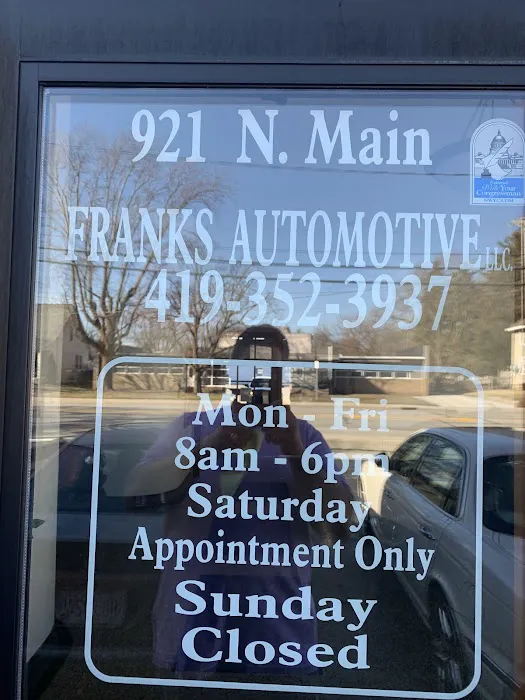 921 N. Main
FRANKS AUTOMOTIVE LLC.
419-352-3937
Mon - Fri
8am - 6pm
Saturday
Appointment Only
Sunday
Closed